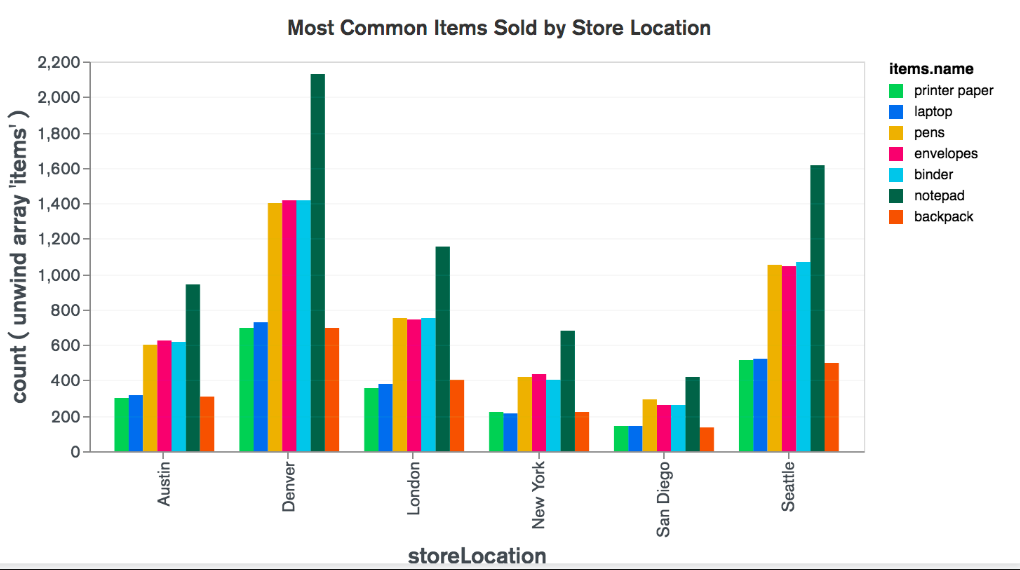 Most Common Items Sold by Store Location
count ( unwind array 'items' )
2,200
2,000
1,800
1,600
1,400
1,200
1,000
800
600
400
200
0
Austin
Denver
London
New York
San Diego
Seattle
storeLocation
items.name
printer paper
laptop
pens
envelopes
binder
notepad
backpack